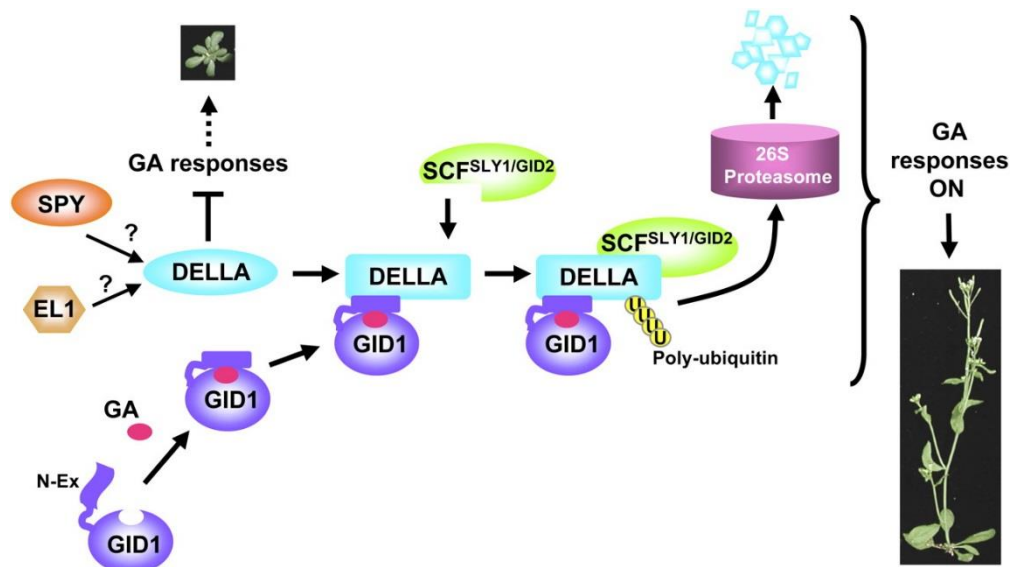 GA responses
SPY
?
EL1
?
DELLA
SCFSLY1/GID2
DELLA
GID1
SCFSLY1/GID2
DELLA
GID1
UUUU
Poly-ubiquitin
26S
Proteasome
GA
responses
ON
GID1
GA
N-Ex
GID1